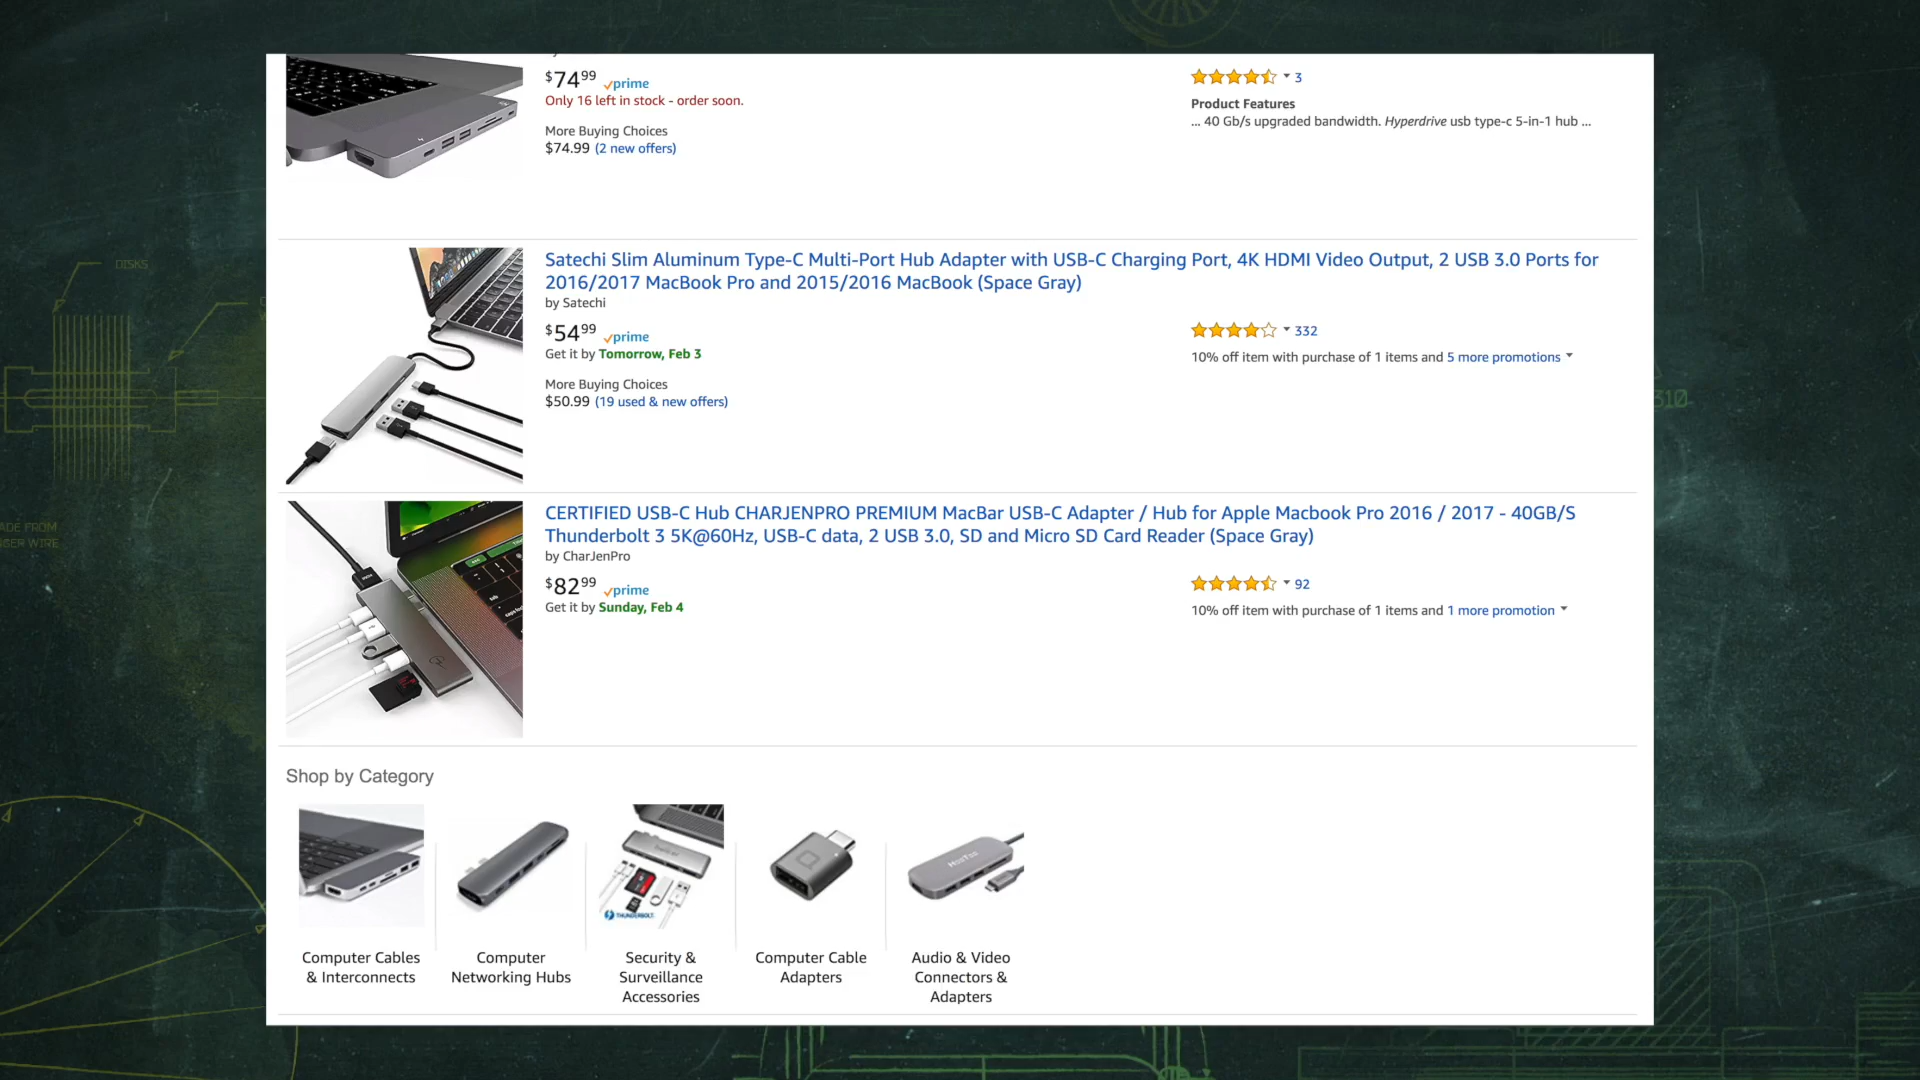 $74.99 prime
3
Only 16 left in stock - order soon.
Product Features
... 40 Gb/s upgraded bandwidth. Hyperdrive usb type-c 5-in-1 hub ...
More Buying Choices
$74.99 (2 new offers)
Satechi Slim Aluminum Type-C Multi-Port Hub Adapter with USB-C Charging Port, 4K HDMI Video Output, 2 USB 3.0 Ports for
2016/2017 MacBook Pro and 2015/2016 MacBook (Space Gray)
by Satechi
$54.99 prime
332
Get it by Tomorrow, Feb 3
10% off item with purchase of 1 items and 5 more promotions
More Buying Choices
$50.99 (19 used & new offers)
CERTIFIED USB-C Hub CHARJENPRO PREMIUM MacBar USB-C Adapter / Hub for Apple Macbook Pro 2016 / 2017 - 40GB/S
Thunderbolt 3 5K@60Hz, USB-C data, 2 USB 3.0, SD and Micro SD Card Reader (Space Gray)
by CharJenPro
$82.99 prime
92
Get it by Sunday, Feb 4
10% off item with purchase of 1 items and 1 more promotion
Shop by Category
THUNDERBOLT
HooToo
Computer Cables
& Interconnects
Computer
Networking Hubs
Security &
Surveillance
Accessories
Computer Cable
Adapters
Audio & Video
Connectors &
Adapters
DISKS
310